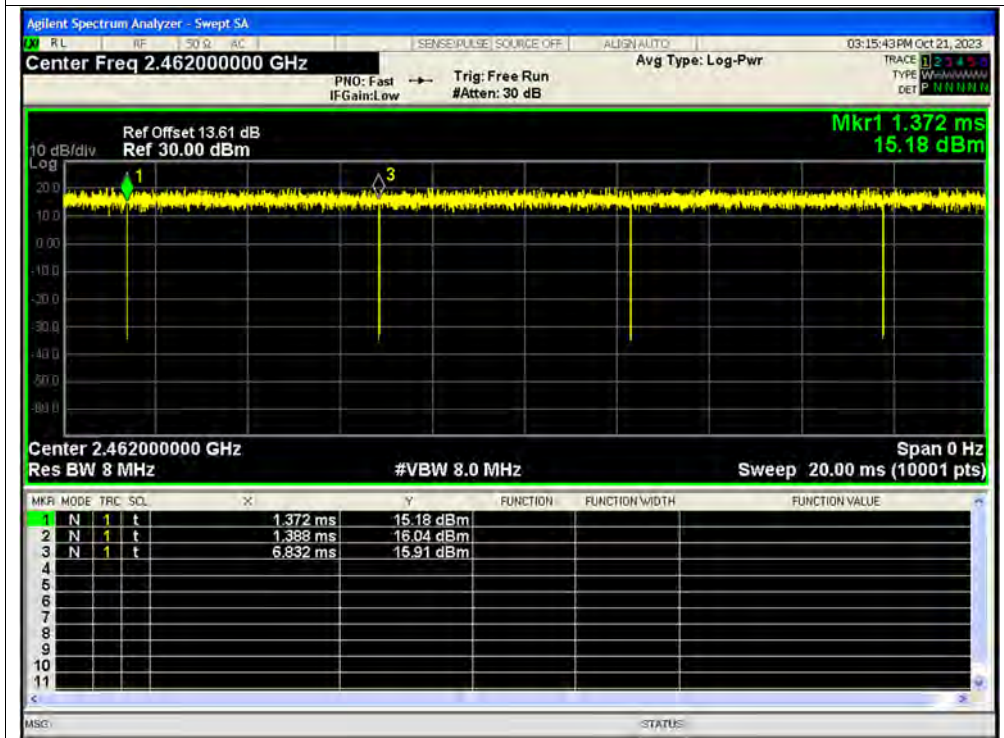 Agilent Spectrum Analyzer - Swept SA
RL RF 50 Ω AC SENSE:PULSE SOURCE OFF ALIGN AUTO 03:15:43 PM Oct 21, 2023
Center Freq 2.462000000 GHz Avg Type: Log-Pwr TRACE 1 2 3 4 5 6
PNO: Fast Trig: Free Run TYPE
IFGain:Low #Atten: 30 dB DET P N N N N N
Mkr1 1.372 ms
Ref Offset 13.61 dB
10 dB/div Ref 30.00 dBm 15.18 dBm
Log
1 3
20.0
10.0
0.00
-10.0
-20.0
-30.0
-40.0
-50.0
-60.0
Center 2.462000000 GHz Span 0 Hz
Res BW 8 MHz #VBW 8.0 MHz Sweep 20.00 ms (10001 pts)
MKR MODE TRC SCL X Y FUNCTION FUNCTION WIDTH FUNCTION VALUE
1 N 1 t 1.372 ms 15.18 dBm
2 N 1 t 1.388 ms 16.04 dBm
3 N 1 t 6.832 ms 15.91 dBm
4
5
6
7
8
9
10
11
MSG STATUS